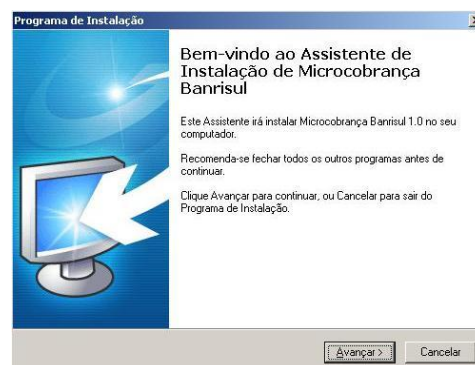 Programa de Instalação
Bem-vindo ao Assistente de
Instalação de Microcobrança
Banrisul
Este Assistente irá instalar Microcobrança Banrisul 1.0 no seu
computador.
Recomenda-se fechar todos os outros programas antes de
continuar.
Clique Avançar para continuar, ou Cancelar para sair do
Programa de Instalação.
Avançar > Cancelar